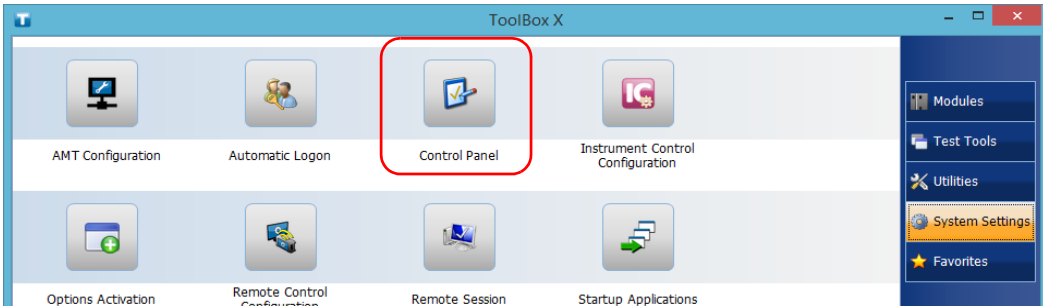 ToolBox X
AMT Configuration
Automatic Logon
Control Panel
Instrument Control
Configuration
Options Activation
Remote Control
Configuration
Remote Session
Startup Applications
Modules
Test Tools
Utilities
System Settings
Favorites